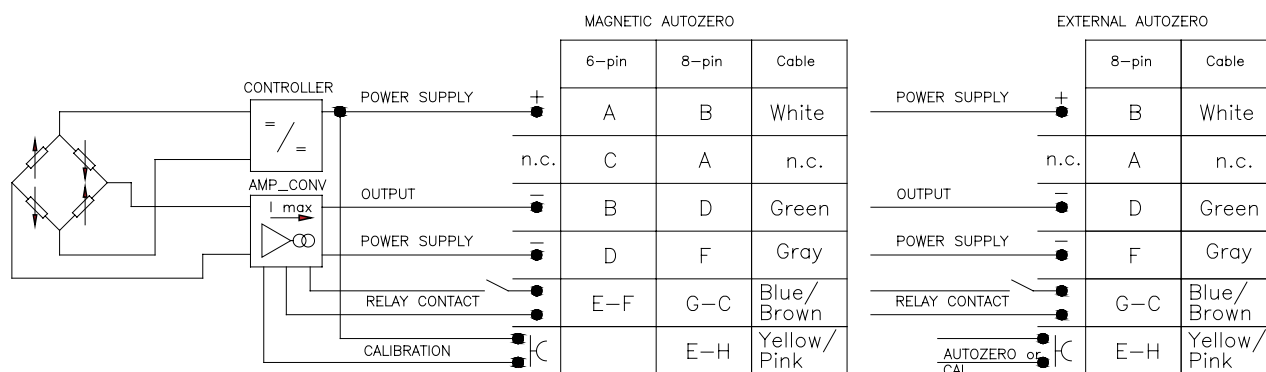 MAGNETIC AUTOZERO
EXTERNAL AUTOZERO
6-pin 8-pin Cable
8-pin Cable
CONTROLLER
= / =
POWER SUPPLY + A B White
POWER SUPPLY + B White
n.c. C A n.c.
n.c. A n.c.
AMP_CONV
I max
OUTPUT − B D Green
OUTPUT − D Green
POWER SUPPLY − D F Gray
POWER SUPPLY − F Gray
RELAY CONTACT E-F G-C Blue/
Brown
RELAY CONTACT G-C Blue/
Brown
CALIBRATION E-H Yellow/
Pink
AUTOZERO or
CAL
E-H Yellow/
Pink